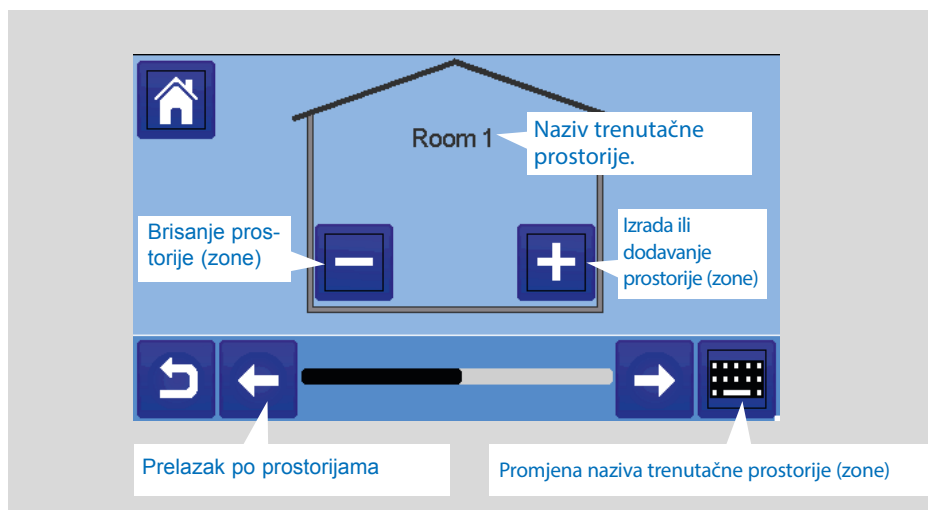 Room 1
Naziv trenutačne
prostorije.
Brisanje pros-
torije (zone)
Izrada ili
dodavanje
prostorije (zone)
Prelazak po prostorijama
Promjena naziva trenutačne prostorije (zone)